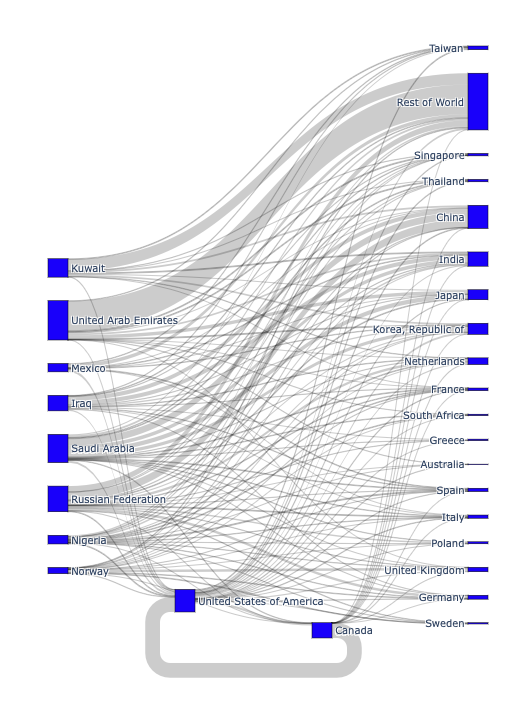 Taiwan
Rest of World
Singapore
Thailand
China
India
Japan
Korea, Republic of
Netherlands
France
South Africa
Greece
Australia
Spain
Italy
Poland
United Kingdom
Germany
Sweden
Kuwait
United Arab Emirates
Mexico
Iraq
Saudi Arabia
Russian Federation
Nigeria
Norway
United States of America
Canada